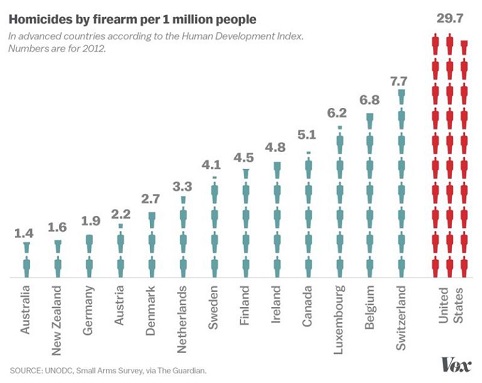 Homicides by firearm per 1 million people
In advanced countries according to the Human Development Index.
Numbers are for 2012.
29.7
7.7
6.8
6.2
5.1
4.8
4.5
4.1
3.3
2.7
2.2
1.9
1.6
1.4
Australia
New Zealand
Germany
Austria
Denmark
Netherlands
Sweden
Finland
Ireland
Canada
Luxembourg
Belgium
Switzerland
United
States
SOURCE: UNODC, Small Arms Survey, via The Guardian.
Vox